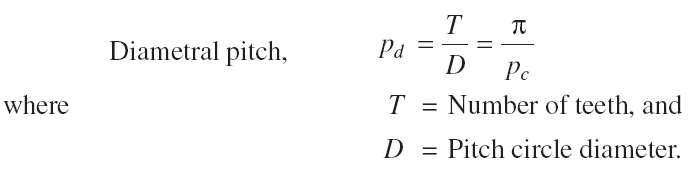 Diametral pitch, p_d = T/D = π/p_c
where T = Number of teeth, and
D = Pitch circle diameter.